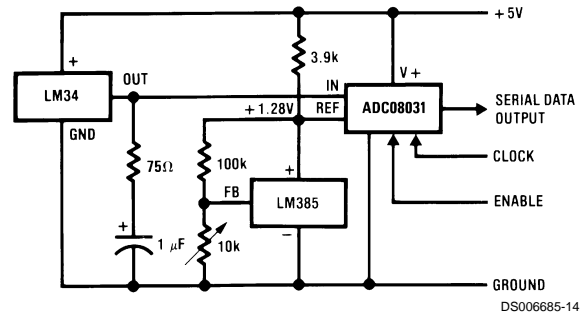 +5V
3.9k
+
OUT
IN
V+
LM34
ADC08031
SERIAL DATA
OUTPUT
+1.28V
REF
GND
CLOCK
75Ω
100k
+
FB
LM385
ENABLE
+
1 μF
10k
−
GROUND
DS006685-14